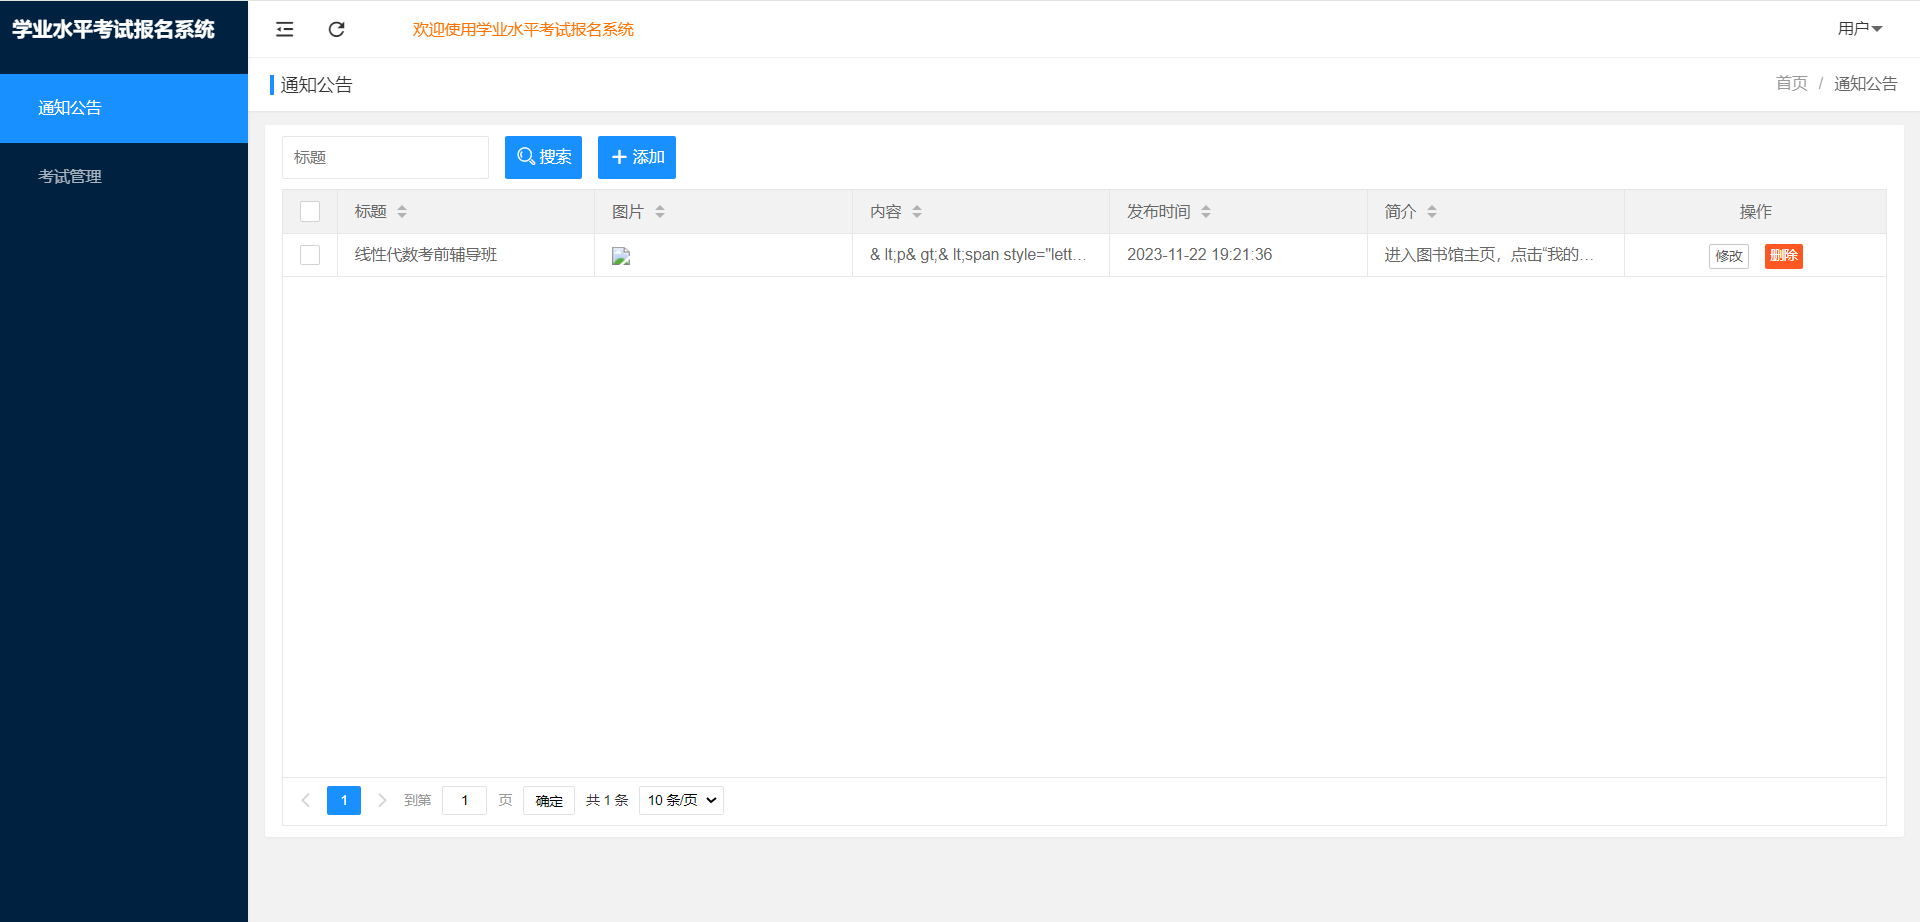 学业水平考试报名系统
欢迎使用学业水平考试报名系统
用户
通知公告
考试管理
通知公告
首页 / 通知公告
标题
搜索
添加
标题 图片 内容 发布时间 简介 操作
线性代数考前辅导班 & lt;p& gt;& lt;span style="lett... 2023-11-22 19:21:36 进入图书馆主页，点击“我的... 修改 删除
1 到第 1 页 确定 共 1 条 10 条/页